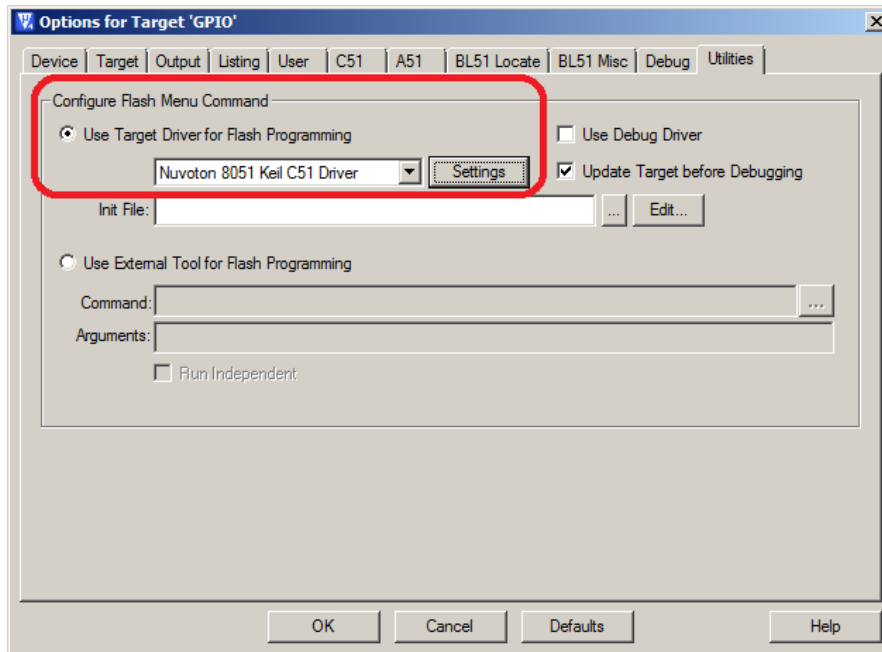 Options for Target 'GPIO'
Device Target Output Listing User C51 A51 BL51 Locate BL51 Misc Debug Utilities
Configure Flash Menu Command
Use Target Driver for Flash Programming Use Debug Driver
Nuvoton 8051 Keil C51 Driver Settings Update Target before Debugging
Init File: ... Edit...
Use External Tool for Flash Programming
Command: ...
Arguments:
Run Independent
OK Cancel Defaults Help